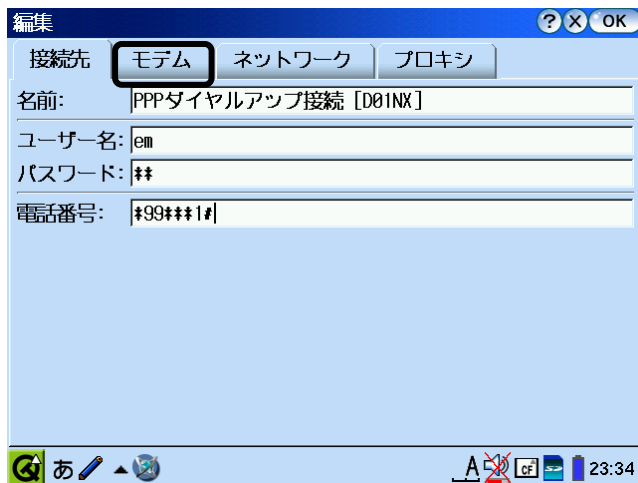 編集 ? X OK
接続先 モデム ネットワーク プロキシ
名前: PPPダイヤルアップ接続 [D01NX]
ユーザー名: em
パスワード: **
電話番号: *99***1#
あ A CF SD 23:34